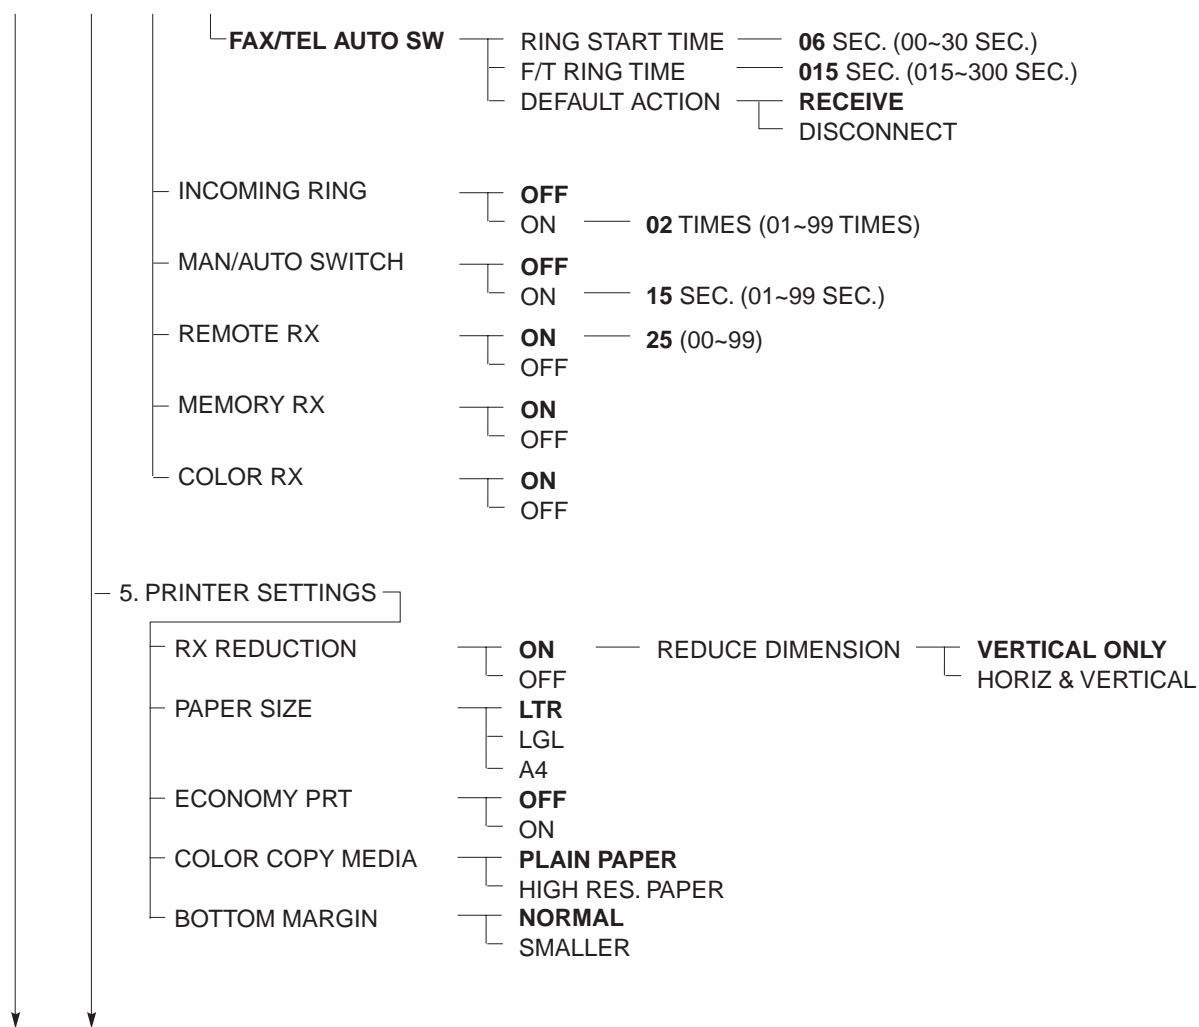 FAX/TEL AUTO SW RING START TIME 06 SEC. (00~30 SEC.)
F/T RING TIME 015 SEC. (015~300 SEC.)
DEFAULT ACTION RECEIVE
DISCONNECT
INCOMING RING OFF
ON 02 TIMES (01~99 TIMES)
MAN/AUTO SWITCH OFF
ON 15 SEC. (01~99 SEC.)
REMOTE RX ON 25 (00~99)
OFF
MEMORY RX ON
OFF
COLOR RX ON
OFF
5. PRINTER SETTINGS
RX REDUCTION ON REDUCE DIMENSION VERTICAL ONLY
OFF HORIZ & VERTICAL
PAPER SIZE LTR
LGL
A4
ECONOMY PRT OFF
ON
COLOR COPY MEDIA PLAIN PAPER
HIGH RES. PAPER
BOTTOM MARGIN NORMAL
SMALLER